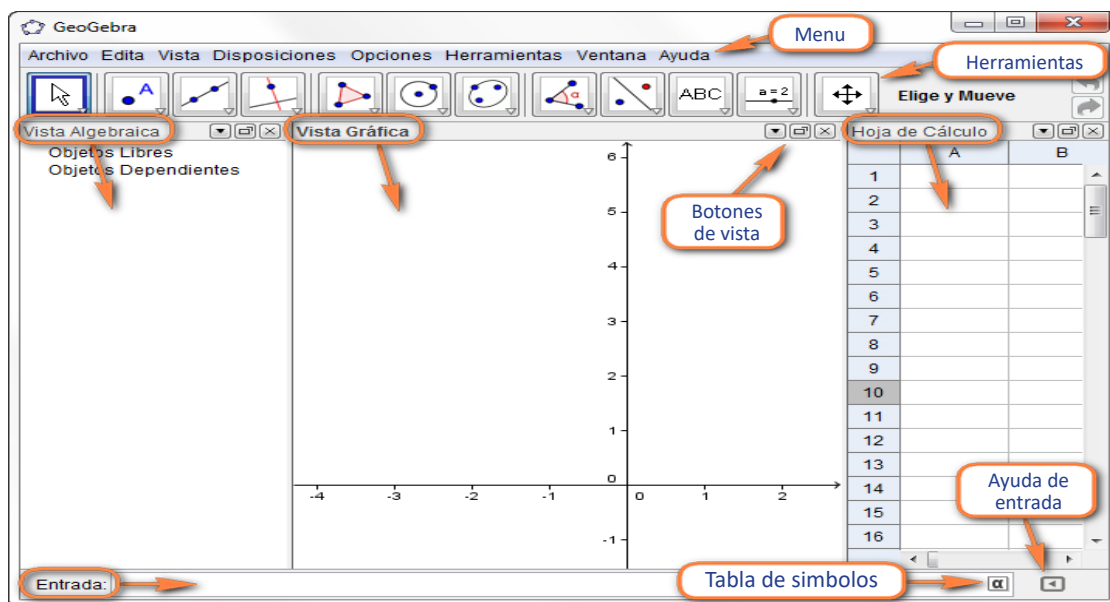 GeoGebra
Menu
Archivo Edita Vista Disposiciones Opciones Herramientas Ventana Ayuda
Herramientas
A
α
ABC
a = 2
Elige y Mueve
Vista Algebraica
Vista Gráfica
Hoja de Cálculo
Objetos Libres
Objetos Dependientes
Botones
de vista
6
5
4
3
2
1
0
-1
-4 -3 -2 -1 0 1 2
A B
1
2
3
4
5
6
7
8
9
10
11
12
13
14
15
16
Ayuda de
entrada
Entrada:
Tabla de simbolos
α